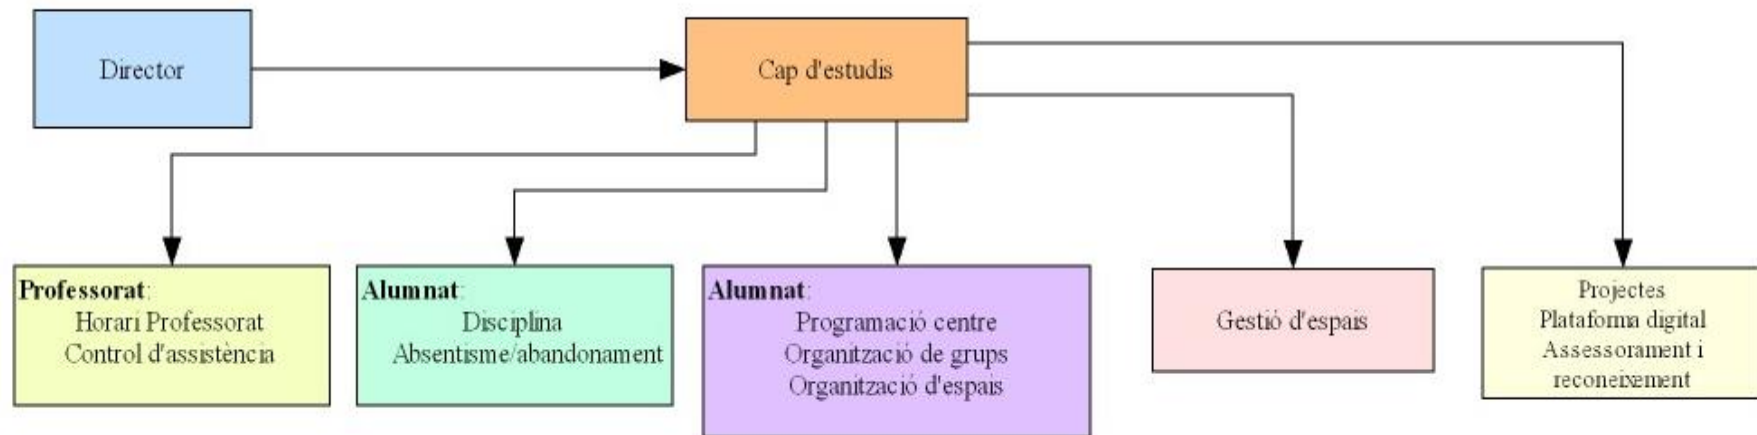 Director
Cap d'estudis
Professorat:
Horari Professorat
Control d'assistència
Alumnat:
Disciplina
Absentisme/abandonament
Alumnat:
Programació centre
Organització de grups
Organització d'espais
Gestió d'espais
Projectes
Plataforma digital
Assessorament i
reconeixement